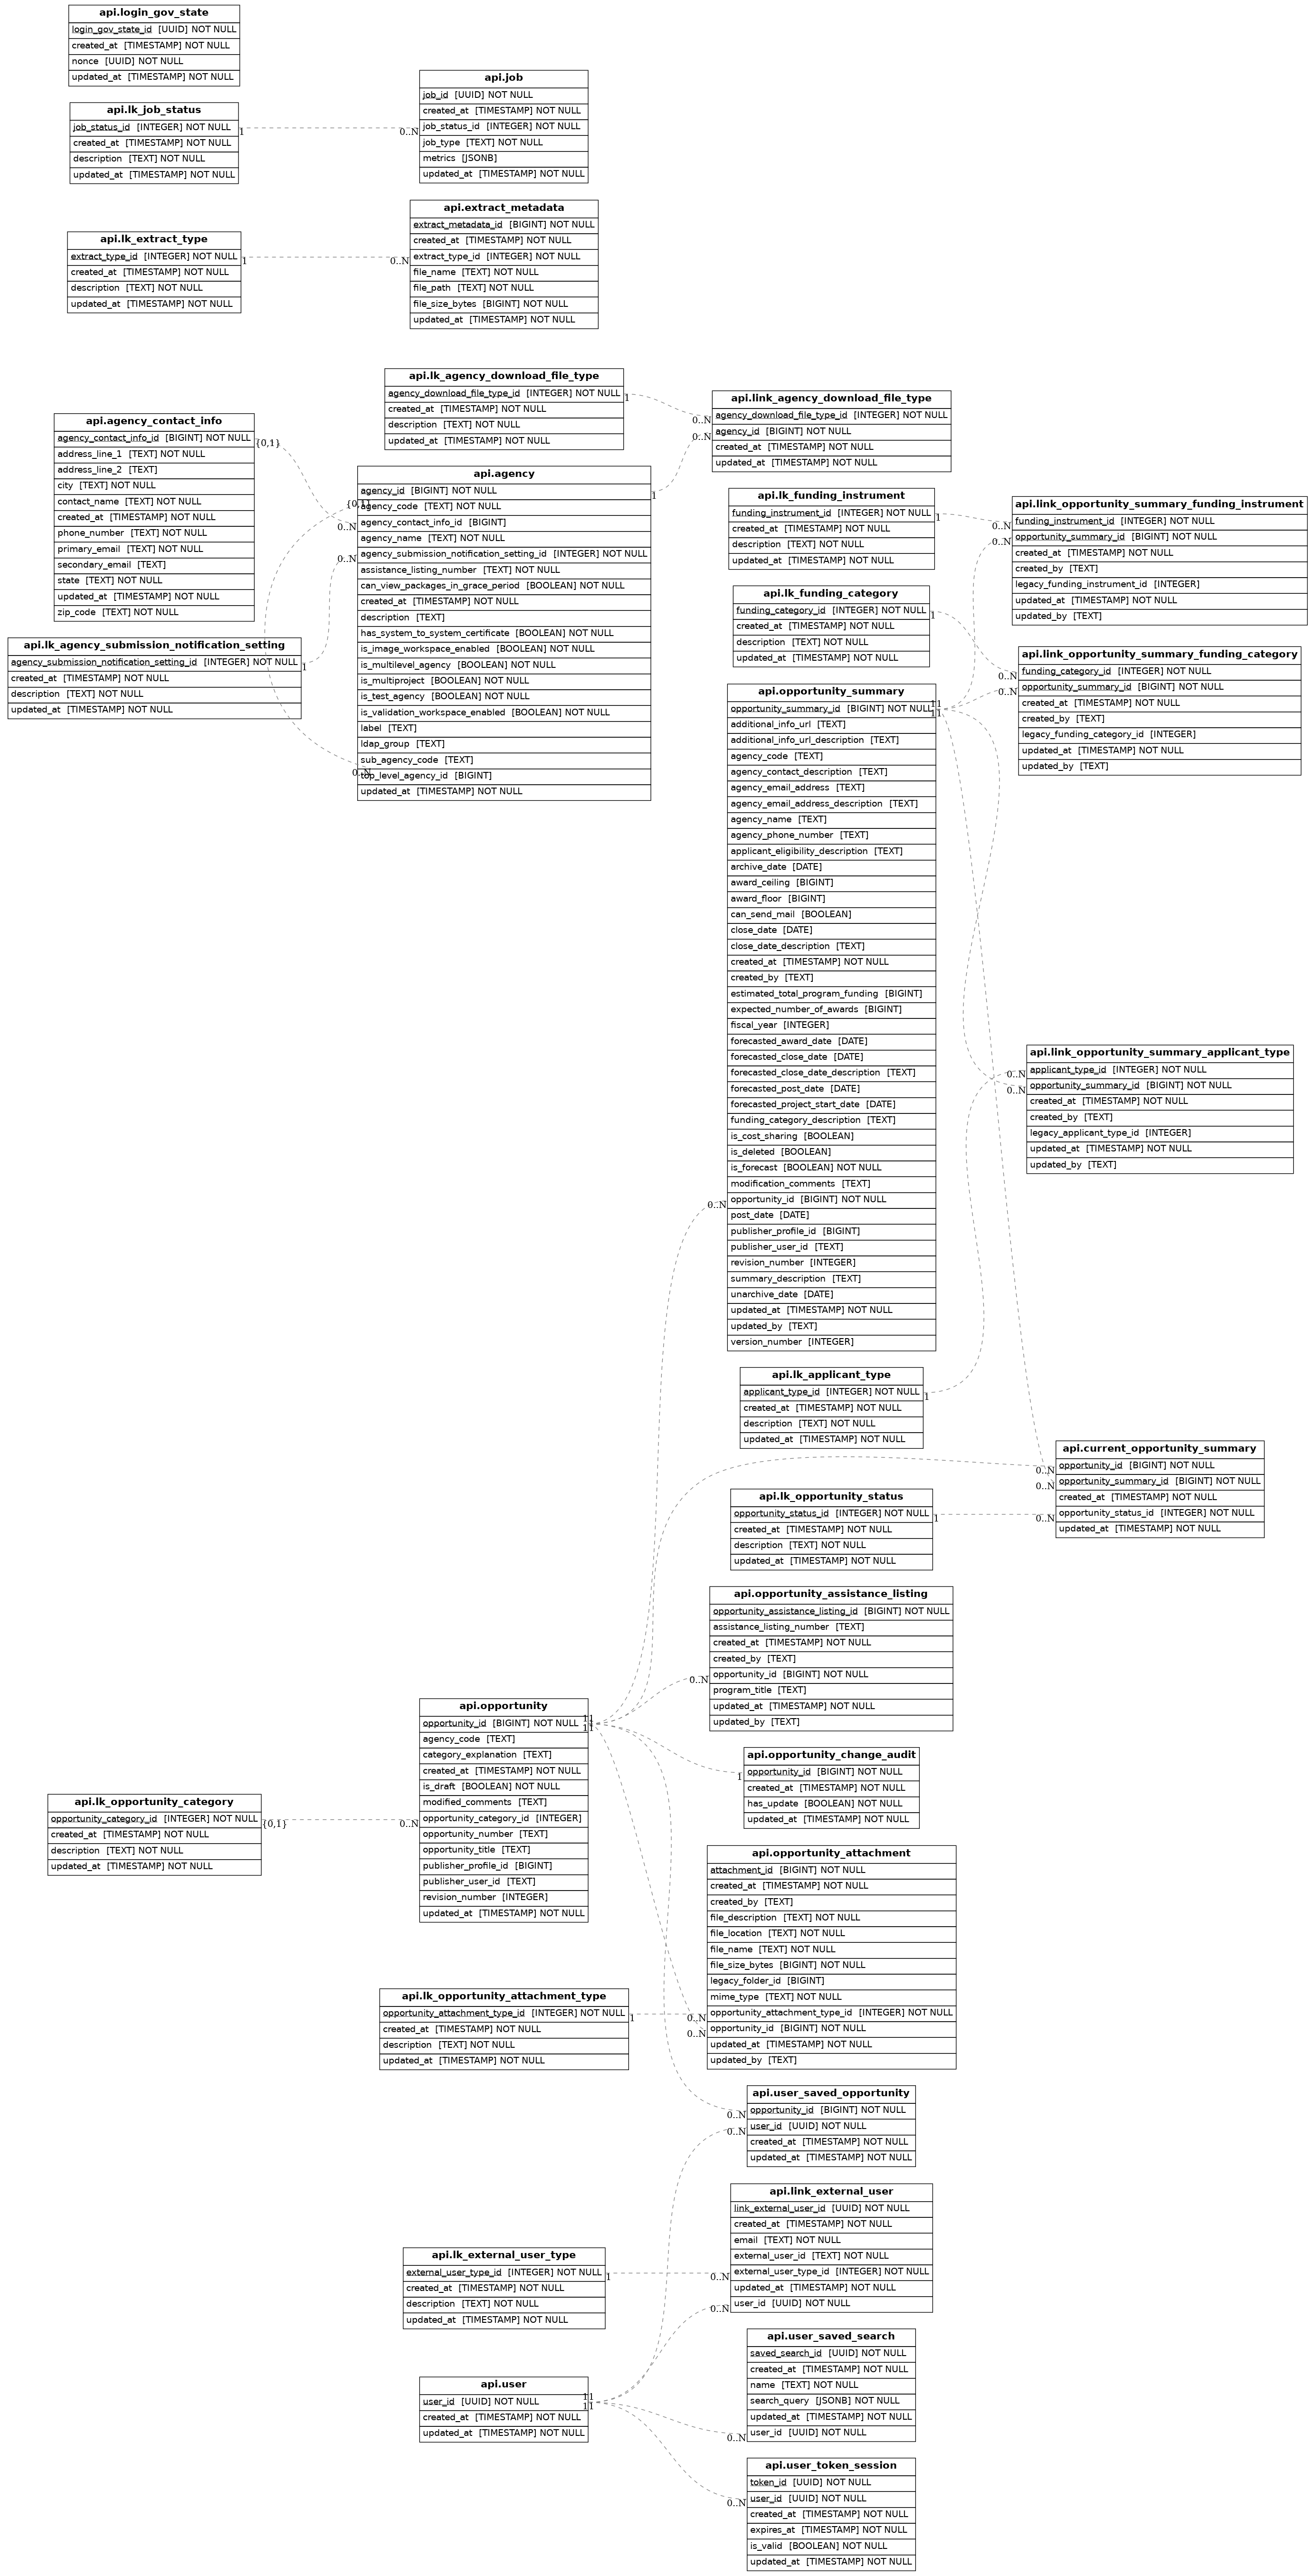 api.login_gov_state
login_gov_state_id [UUID] NOT NULL
created_at [TIMESTAMP] NOT NULL
nonce [UUID] NOT NULL
updated_at [TIMESTAMP] NOT NULL
api.lk_job_status
job_status_id [INTEGER] NOT NULL
created_at [TIMESTAMP] NOT NULL
description [TEXT] NOT NULL
updated_at [TIMESTAMP] NOT NULL
1
0..N
api.job
job_id [UUID] NOT NULL
created_at [TIMESTAMP] NOT NULL
job_status_id [INTEGER] NOT NULL
job_type [TEXT] NOT NULL
metrics [JSONB]
updated_at [TIMESTAMP] NOT NULL
api.lk_extract_type
extract_type_id [INTEGER] NOT NULL
created_at [TIMESTAMP] NOT NULL
description [TEXT] NOT NULL
updated_at [TIMESTAMP] NOT NULL
1
0..N
api.extract_metadata
extract_metadata_id [BIGINT] NOT NULL
created_at [TIMESTAMP] NOT NULL
extract_type_id [INTEGER] NOT NULL
file_name [TEXT] NOT NULL
file_path [TEXT] NOT NULL
file_size_bytes [BIGINT] NOT NULL
updated_at [TIMESTAMP] NOT NULL
api.lk_agency_download_file_type
agency_download_file_type_id [INTEGER] NOT NULL
created_at [TIMESTAMP] NOT NULL
description [TEXT] NOT NULL
updated_at [TIMESTAMP] NOT NULL
1
0..N
0..N
api.link_agency_download_file_type
agency_download_file_type_id [INTEGER] NOT NULL
agency_id [BIGINT] NOT NULL
created_at [TIMESTAMP] NOT NULL
updated_at [TIMESTAMP] NOT NULL
api.agency_contact_info
agency_contact_info_id [BIGINT] NOT NULL
address_line_1 [TEXT] NOT NULL
address_line_2 [TEXT]
city [TEXT] NOT NULL
contact_name [TEXT] NOT NULL
created_at [TIMESTAMP] NOT NULL
phone_number [TEXT] NOT NULL
primary_email [TEXT] NOT NULL
secondary_email [TEXT]
state [TEXT] NOT NULL
updated_at [TIMESTAMP] NOT NULL
zip_code [TEXT] NOT NULL
{0,1}
api.lk_agency_submission_notification_setting
agency_submission_notification_setting_id [INTEGER] NOT NULL
created_at [TIMESTAMP] NOT NULL
description [TEXT] NOT NULL
updated_at [TIMESTAMP] NOT NULL
1
{0,1}
0..N
0..N
0..N
api.agency
agency_id [BIGINT] NOT NULL
agency_code [TEXT] NOT NULL
agency_contact_info_id [BIGINT]
agency_name [TEXT] NOT NULL
agency_submission_notification_setting_id [INTEGER] NOT NULL
assistance_listing_number [TEXT] NOT NULL
can_view_packages_in_grace_period [BOOLEAN] NOT NULL
created_at [TIMESTAMP] NOT NULL
description [TEXT]
has_system_to_system_certificate [BOOLEAN] NOT NULL
is_image_workspace_enabled [BOOLEAN] NOT NULL
is_multilevel_agency [BOOLEAN] NOT NULL
is_multiproject [BOOLEAN] NOT NULL
is_test_agency [BOOLEAN] NOT NULL
is_validation_workspace_enabled [BOOLEAN] NOT NULL
label [TEXT]
ldap_group [TEXT]
sub_agency_code [TEXT]
top_level_agency_id [BIGINT]
updated_at [TIMESTAMP] NOT NULL
1
api.lk_funding_instrument
funding_instrument_id [INTEGER] NOT NULL
created_at [TIMESTAMP] NOT NULL
description [TEXT] NOT NULL
updated_at [TIMESTAMP] NOT NULL
1
0..N
0..N
api.link_opportunity_summary_funding_instrument
funding_instrument_id [INTEGER] NOT NULL
opportunity_summary_id [BIGINT] NOT NULL
created_at [TIMESTAMP] NOT NULL
created_by [TEXT]
legacy_funding_instrument_id [INTEGER]
updated_at [TIMESTAMP] NOT NULL
updated_by [TEXT]
api.lk_funding_category
funding_category_id [INTEGER] NOT NULL
created_at [TIMESTAMP] NOT NULL
description [TEXT] NOT NULL
updated_at [TIMESTAMP] NOT NULL
1
0..N
0..N
api.link_opportunity_summary_funding_category
funding_category_id [INTEGER] NOT NULL
opportunity_summary_id [BIGINT] NOT NULL
created_at [TIMESTAMP] NOT NULL
created_by [TEXT]
legacy_funding_category_id [INTEGER]
updated_at [TIMESTAMP] NOT NULL
updated_by [TEXT]
api.opportunity_summary
opportunity_summary_id [BIGINT] NOT NULL
additional_info_url [TEXT]
additional_info_url_description [TEXT]
agency_code [TEXT]
agency_contact_description [TEXT]
agency_email_address [TEXT]
agency_email_address_description [TEXT]
agency_name [TEXT]
agency_phone_number [TEXT]
applicant_eligibility_description [TEXT]
archive_date [DATE]
award_ceiling [BIGINT]
award_floor [BIGINT]
can_send_mail [BOOLEAN]
close_date [DATE]
close_date_description [TEXT]
created_at [TIMESTAMP] NOT NULL
created_by [TEXT]
estimated_total_program_funding [BIGINT]
expected_number_of_awards [BIGINT]
fiscal_year [INTEGER]
forecasted_award_date [DATE]
forecasted_close_date [DATE]
forecasted_close_date_description [TEXT]
forecasted_post_date [DATE]
forecasted_project_start_date [DATE]
funding_category_description [TEXT]
is_cost_sharing [BOOLEAN]
is_deleted [BOOLEAN]
is_forecast [BOOLEAN] NOT NULL
modification_comments [TEXT]
opportunity_id [BIGINT] NOT NULL
post_date [DATE]
publisher_profile_id [BIGINT]
publisher_user_id [TEXT]
revision_number [INTEGER]
summary_description [TEXT]
unarchive_date [DATE]
updated_at [TIMESTAMP] NOT NULL
updated_by [TEXT]
version_number [INTEGER]
11
11
0..N
api.link_opportunity_summary_applicant_type
applicant_type_id [INTEGER] NOT NULL
opportunity_summary_id [BIGINT] NOT NULL
created_at [TIMESTAMP] NOT NULL
created_by [TEXT]
legacy_applicant_type_id [INTEGER]
updated_at [TIMESTAMP] NOT NULL
updated_by [TEXT]
0..N
0..N
api.lk_applicant_type
applicant_type_id [INTEGER] NOT NULL
created_at [TIMESTAMP] NOT NULL
description [TEXT] NOT NULL
updated_at [TIMESTAMP] NOT NULL
1
api.current_opportunity_summary
opportunity_id [BIGINT] NOT NULL
opportunity_summary_id [BIGINT] NOT NULL
created_at [TIMESTAMP] NOT NULL
opportunity_status_id [INTEGER] NOT NULL
updated_at [TIMESTAMP] NOT NULL
0..N
0..N
0..N
api.lk_opportunity_status
opportunity_status_id [INTEGER] NOT NULL
created_at [TIMESTAMP] NOT NULL
description [TEXT] NOT NULL
updated_at [TIMESTAMP] NOT NULL
1
api.opportunity_assistance_listing
opportunity_assistance_listing_id [BIGINT] NOT NULL
assistance_listing_number [TEXT]
created_at [TIMESTAMP] NOT NULL
created_by [TEXT]
opportunity_id [BIGINT] NOT NULL
program_title [TEXT]
updated_at [TIMESTAMP] NOT NULL
updated_by [TEXT]
0..N
api.opportunity
opportunity_id [BIGINT] NOT NULL
agency_code [TEXT]
category_explanation [TEXT]
created_at [TIMESTAMP] NOT NULL
is_draft [BOOLEAN] NOT NULL
modified_comments [TEXT]
opportunity_category_id [INTEGER]
opportunity_number [TEXT]
opportunity_title [TEXT]
publisher_profile_id [BIGINT]
publisher_user_id [TEXT]
revision_number [INTEGER]
updated_at [TIMESTAMP] NOT NULL
11
11
api.opportunity_change_audit
opportunity_id [BIGINT] NOT NULL
created_at [TIMESTAMP] NOT NULL
has_update [BOOLEAN] NOT NULL
updated_at [TIMESTAMP] NOT NULL
1
api.lk_opportunity_category
opportunity_category_id [INTEGER] NOT NULL
created_at [TIMESTAMP] NOT NULL
description [TEXT] NOT NULL
updated_at [TIMESTAMP] NOT NULL
{0,1}
0..N
api.opportunity_attachment
attachment_id [BIGINT] NOT NULL
created_at [TIMESTAMP] NOT NULL
created_by [TEXT]
file_description [TEXT] NOT NULL
file_location [TEXT] NOT NULL
file_name [TEXT] NOT NULL
file_size_bytes [BIGINT] NOT NULL
legacy_folder_id [BIGINT]
mime_type [TEXT] NOT NULL
opportunity_attachment_type_id [INTEGER] NOT NULL
opportunity_id [BIGINT] NOT NULL
updated_at [TIMESTAMP] NOT NULL
updated_by [TEXT]
0..N
0..N
api.lk_opportunity_attachment_type
opportunity_attachment_type_id [INTEGER] NOT NULL
created_at [TIMESTAMP] NOT NULL
description [TEXT] NOT NULL
updated_at [TIMESTAMP] NOT NULL
1
api.user_saved_opportunity
opportunity_id [BIGINT] NOT NULL
user_id [UUID] NOT NULL
created_at [TIMESTAMP] NOT NULL
updated_at [TIMESTAMP] NOT NULL
0..N
0..N
api.link_external_user
link_external_user_id [UUID] NOT NULL
created_at [TIMESTAMP] NOT NULL
email [TEXT] NOT NULL
external_user_id [TEXT] NOT NULL
external_user_type_id [INTEGER] NOT NULL
updated_at [TIMESTAMP] NOT NULL
user_id [UUID] NOT NULL
0..N
0..N
api.lk_external_user_type
external_user_type_id [INTEGER] NOT NULL
created_at [TIMESTAMP] NOT NULL
description [TEXT] NOT NULL
updated_at [TIMESTAMP] NOT NULL
1
api.user_saved_search
saved_search_id [UUID] NOT NULL
created_at [TIMESTAMP] NOT NULL
name [TEXT] NOT NULL
search_query [JSONB] NOT NULL
updated_at [TIMESTAMP] NOT NULL
user_id [UUID] NOT NULL
0..N
api.user
user_id [UUID] NOT NULL
created_at [TIMESTAMP] NOT NULL
updated_at [TIMESTAMP] NOT NULL
11
11
api.user_token_session
token_id [UUID] NOT NULL
user_id [UUID] NOT NULL
created_at [TIMESTAMP] NOT NULL
expires_at [TIMESTAMP] NOT NULL
is_valid [BOOLEAN] NOT NULL
updated_at [TIMESTAMP] NOT NULL
0..N